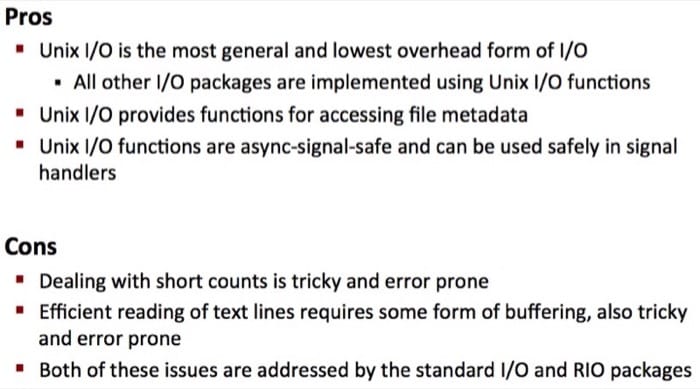 Pros
▪ Unix I/O is the most general and lowest overhead form of I/O
▪ All other I/O packages are implemented using Unix I/O functions
▪ Unix I/O provides functions for accessing file metadata
▪ Unix I/O functions are async-signal-safe and can be used safely in signal
handlers
Cons
▪ Dealing with short counts is tricky and error prone
▪ Efficient reading of text lines requires some form of buffering, also tricky
and error prone
▪ Both of these issues are addressed by the standard I/O and RIO packages